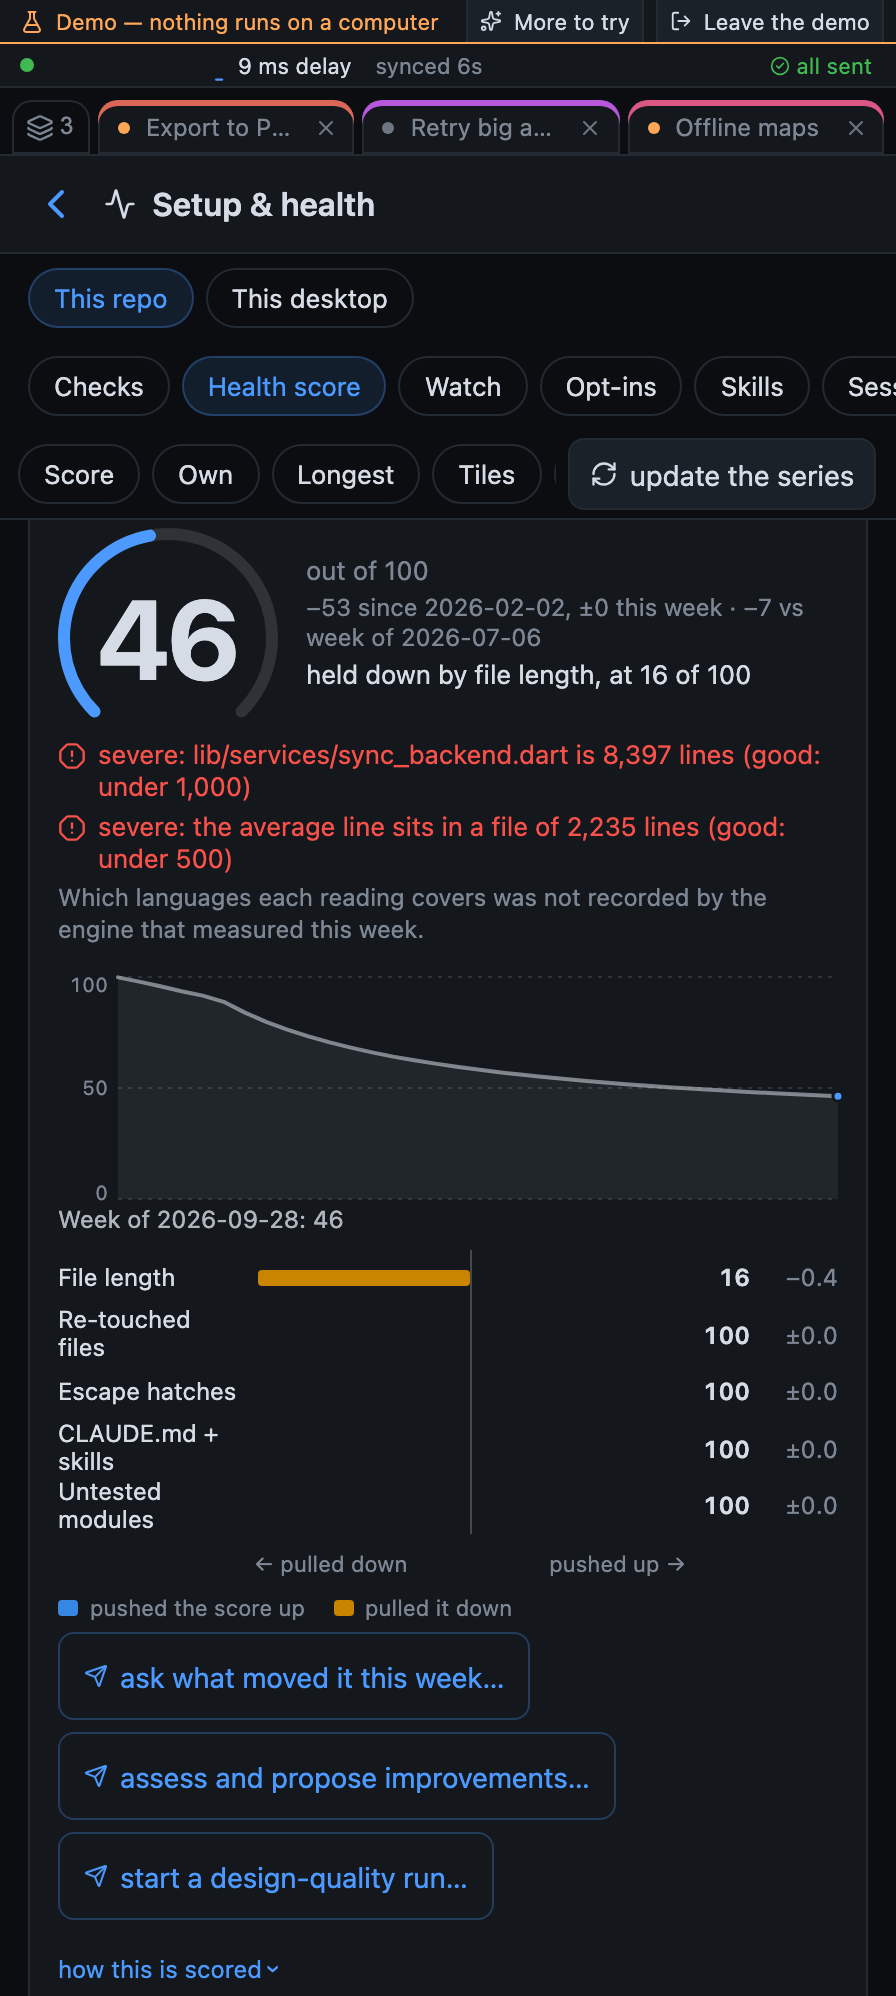 Demo — nothing runs on a computer
More to try
Leave the demo
9 ms delay
synced 6s
all sent
3
Export to P...
Retry big a...
Offline maps
Setup & health
This repo
This desktop
Checks
Health score
Watch
Opt-ins
Skills
Sess
Score
Own
Longest
Tiles
update the series
46
out of 100
−53 since 2026-02-02, ±0 this week · −7 vs
week of 2026-07-06
held down by file length, at 16 of 100
severe: lib/services/sync_backend.dart is 8,397 lines (good:
under 1,000)
severe: the average line sits in a file of 2,235 lines (good:
under 500)
Which languages each reading covers was not recorded by the
engine that measured this week.
100
50
0
Week of 2026-09-28: 46
File length 16 −0.4
Re-touched
files 100 ±0.0
Escape hatches 100 ±0.0
CLAUDE.md +
skills 100 ±0.0
Untested
modules 100 ±0.0
← pulled down
pushed up →
pushed the score up
pulled it down
ask what moved it this week...
assess and propose improvements...
start a design-quality run...
how this is scored